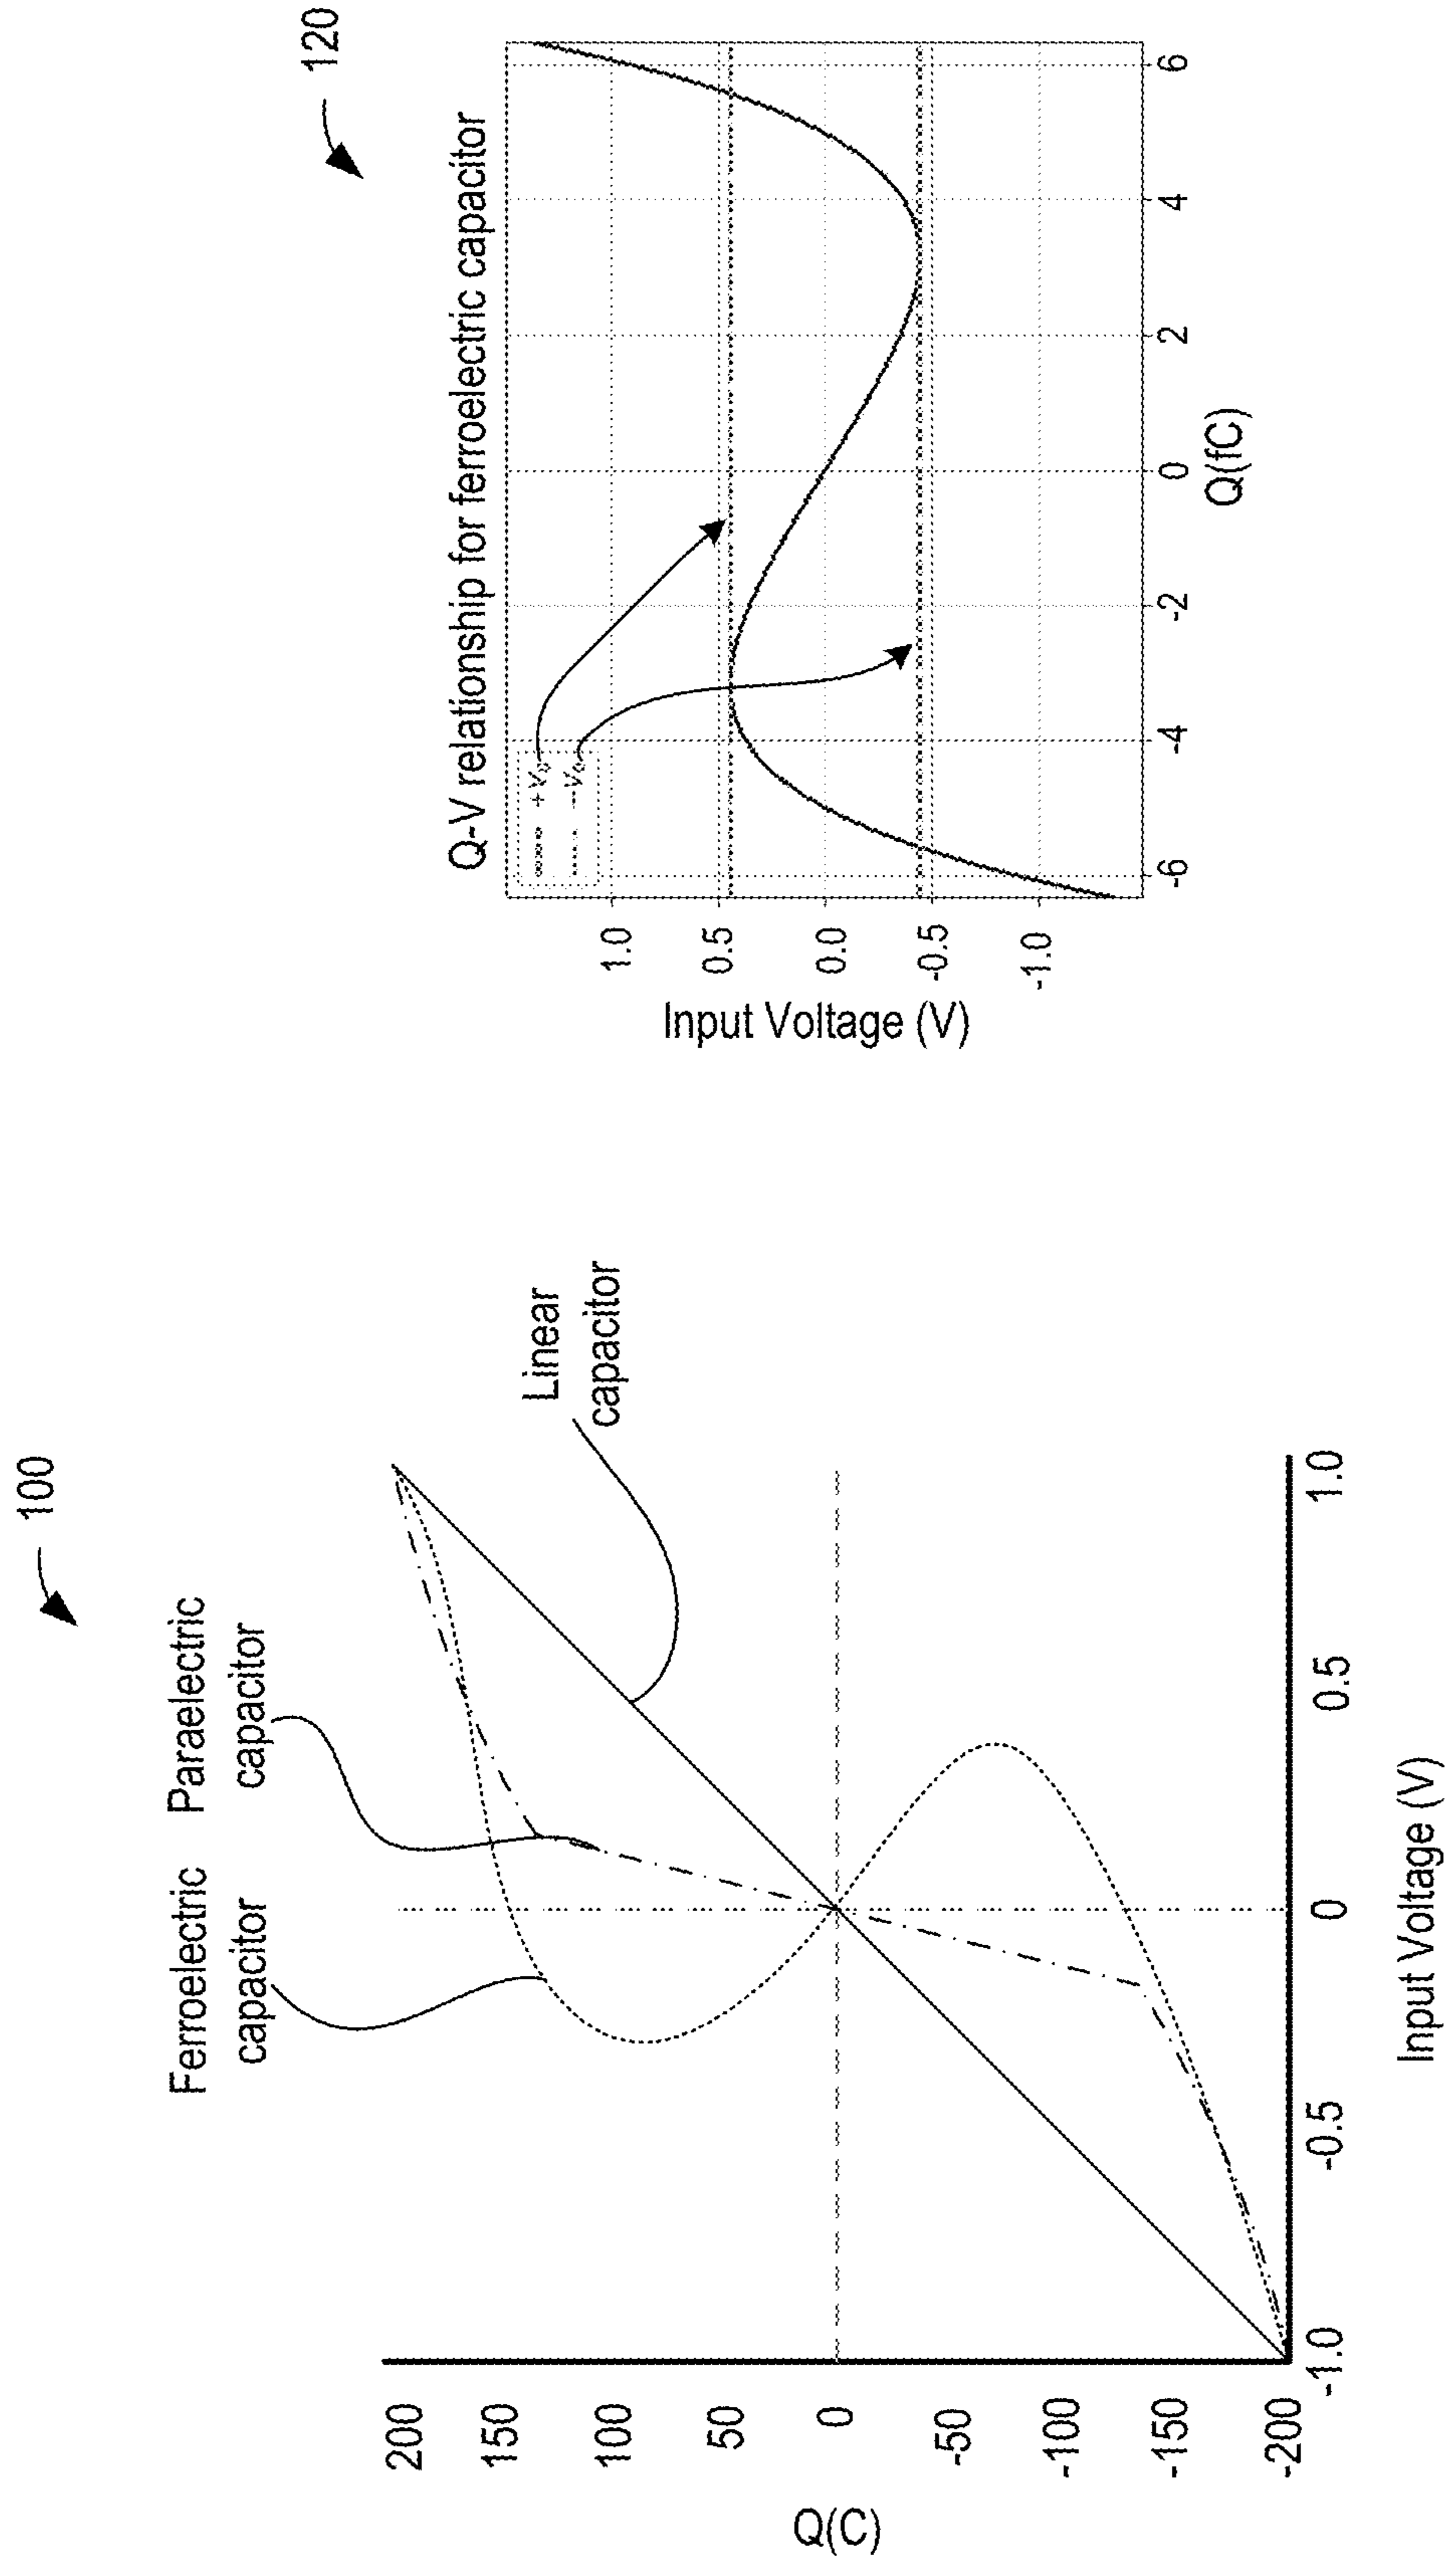 100
Ferroelectric
capacitor
Paraelectric
capacitor
Linear
capacitor
Q(C)
200
150
100
50
0
-50
-100
-150
-200
-1.0
-0.5
0
0.5
1.0
Input Voltage (V)
120
Q-V relationship for ferroelectric capacitor
+V₀
-V₀
Input Voltage (V)
1.0
0.5
0.0
-0.5
-1.0
-6
-4
-2
0
2
4
6
Q(fC)